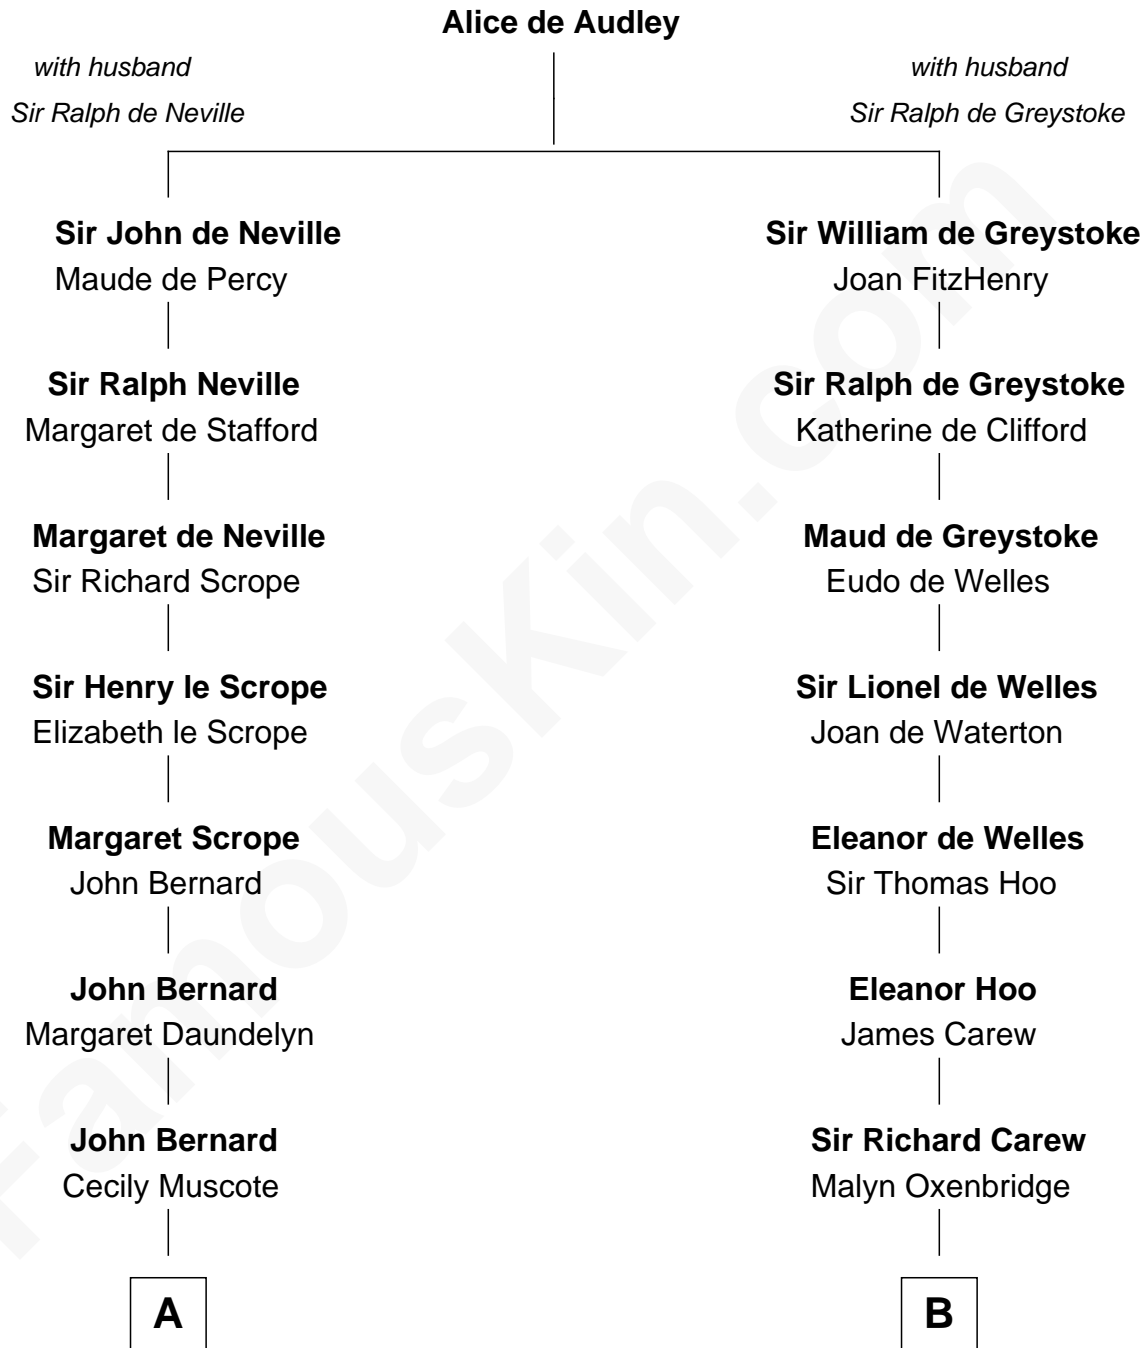 Alice de Audley
with husband
Sir Ralph de Neville
with husband
Sir Ralph de Greystoke
Sir John de Neville
Maude de Percy
Sir William de Greystoke
Joan FitzHenry
Sir Ralph Neville
Margaret de Stafford
Sir Ralph de Greystoke
Katherine de Clifford
Margaret de Neville
Sir Richard Scrope
Maud de Greystoke
Eudo de Welles
Sir Henry le Scrope
Elizabeth le Scrope
Sir Lionel de Welles
Joan de Waterton
Margaret Scrope
John Bernard
Eleanor de Welles
Sir Thomas Hoo
John Bernard
Margaret Daundelyn
Eleanor Hoo
James Carew
John Bernard
Cecily Muscote
Sir Richard Carew
Malyn Oxenbridge
A
B
FamousKin.com